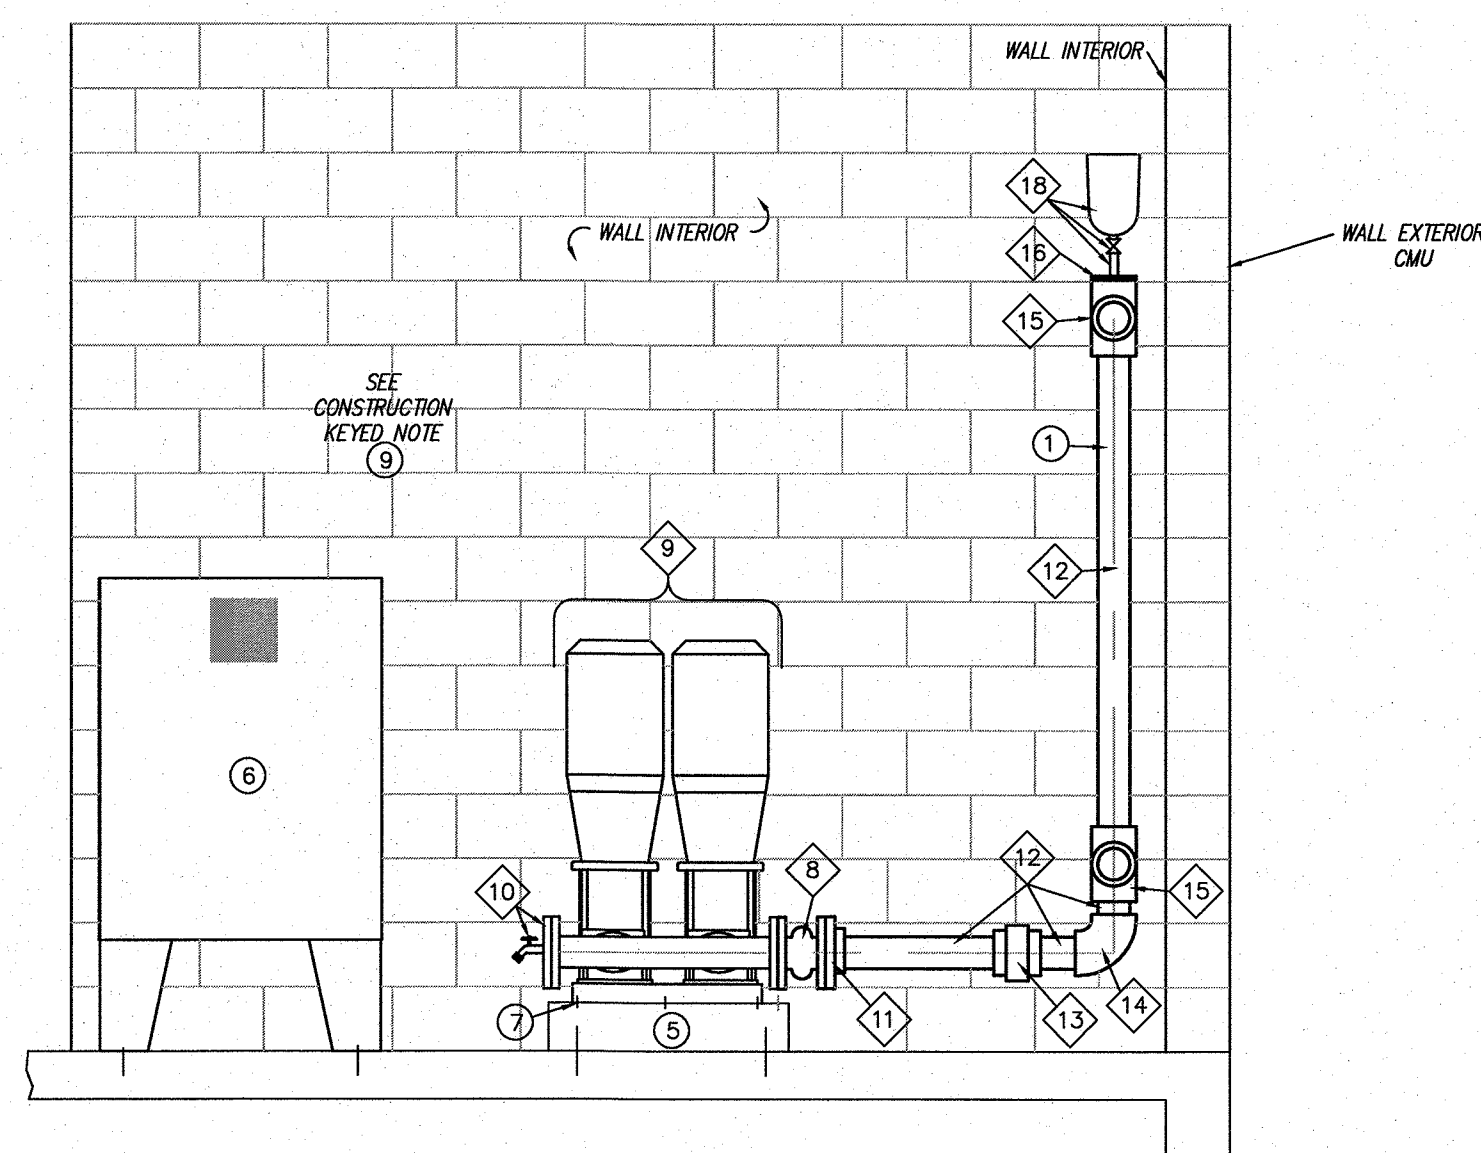 WALL INTERIOR
18
WALL INTERIOR
WALL EXTERIOR
CMU
16
15
SEE
CONSTRUCTION
KEYED NOTE
9
1
9
12
6
12
8
10
15
7
5
11
13
14